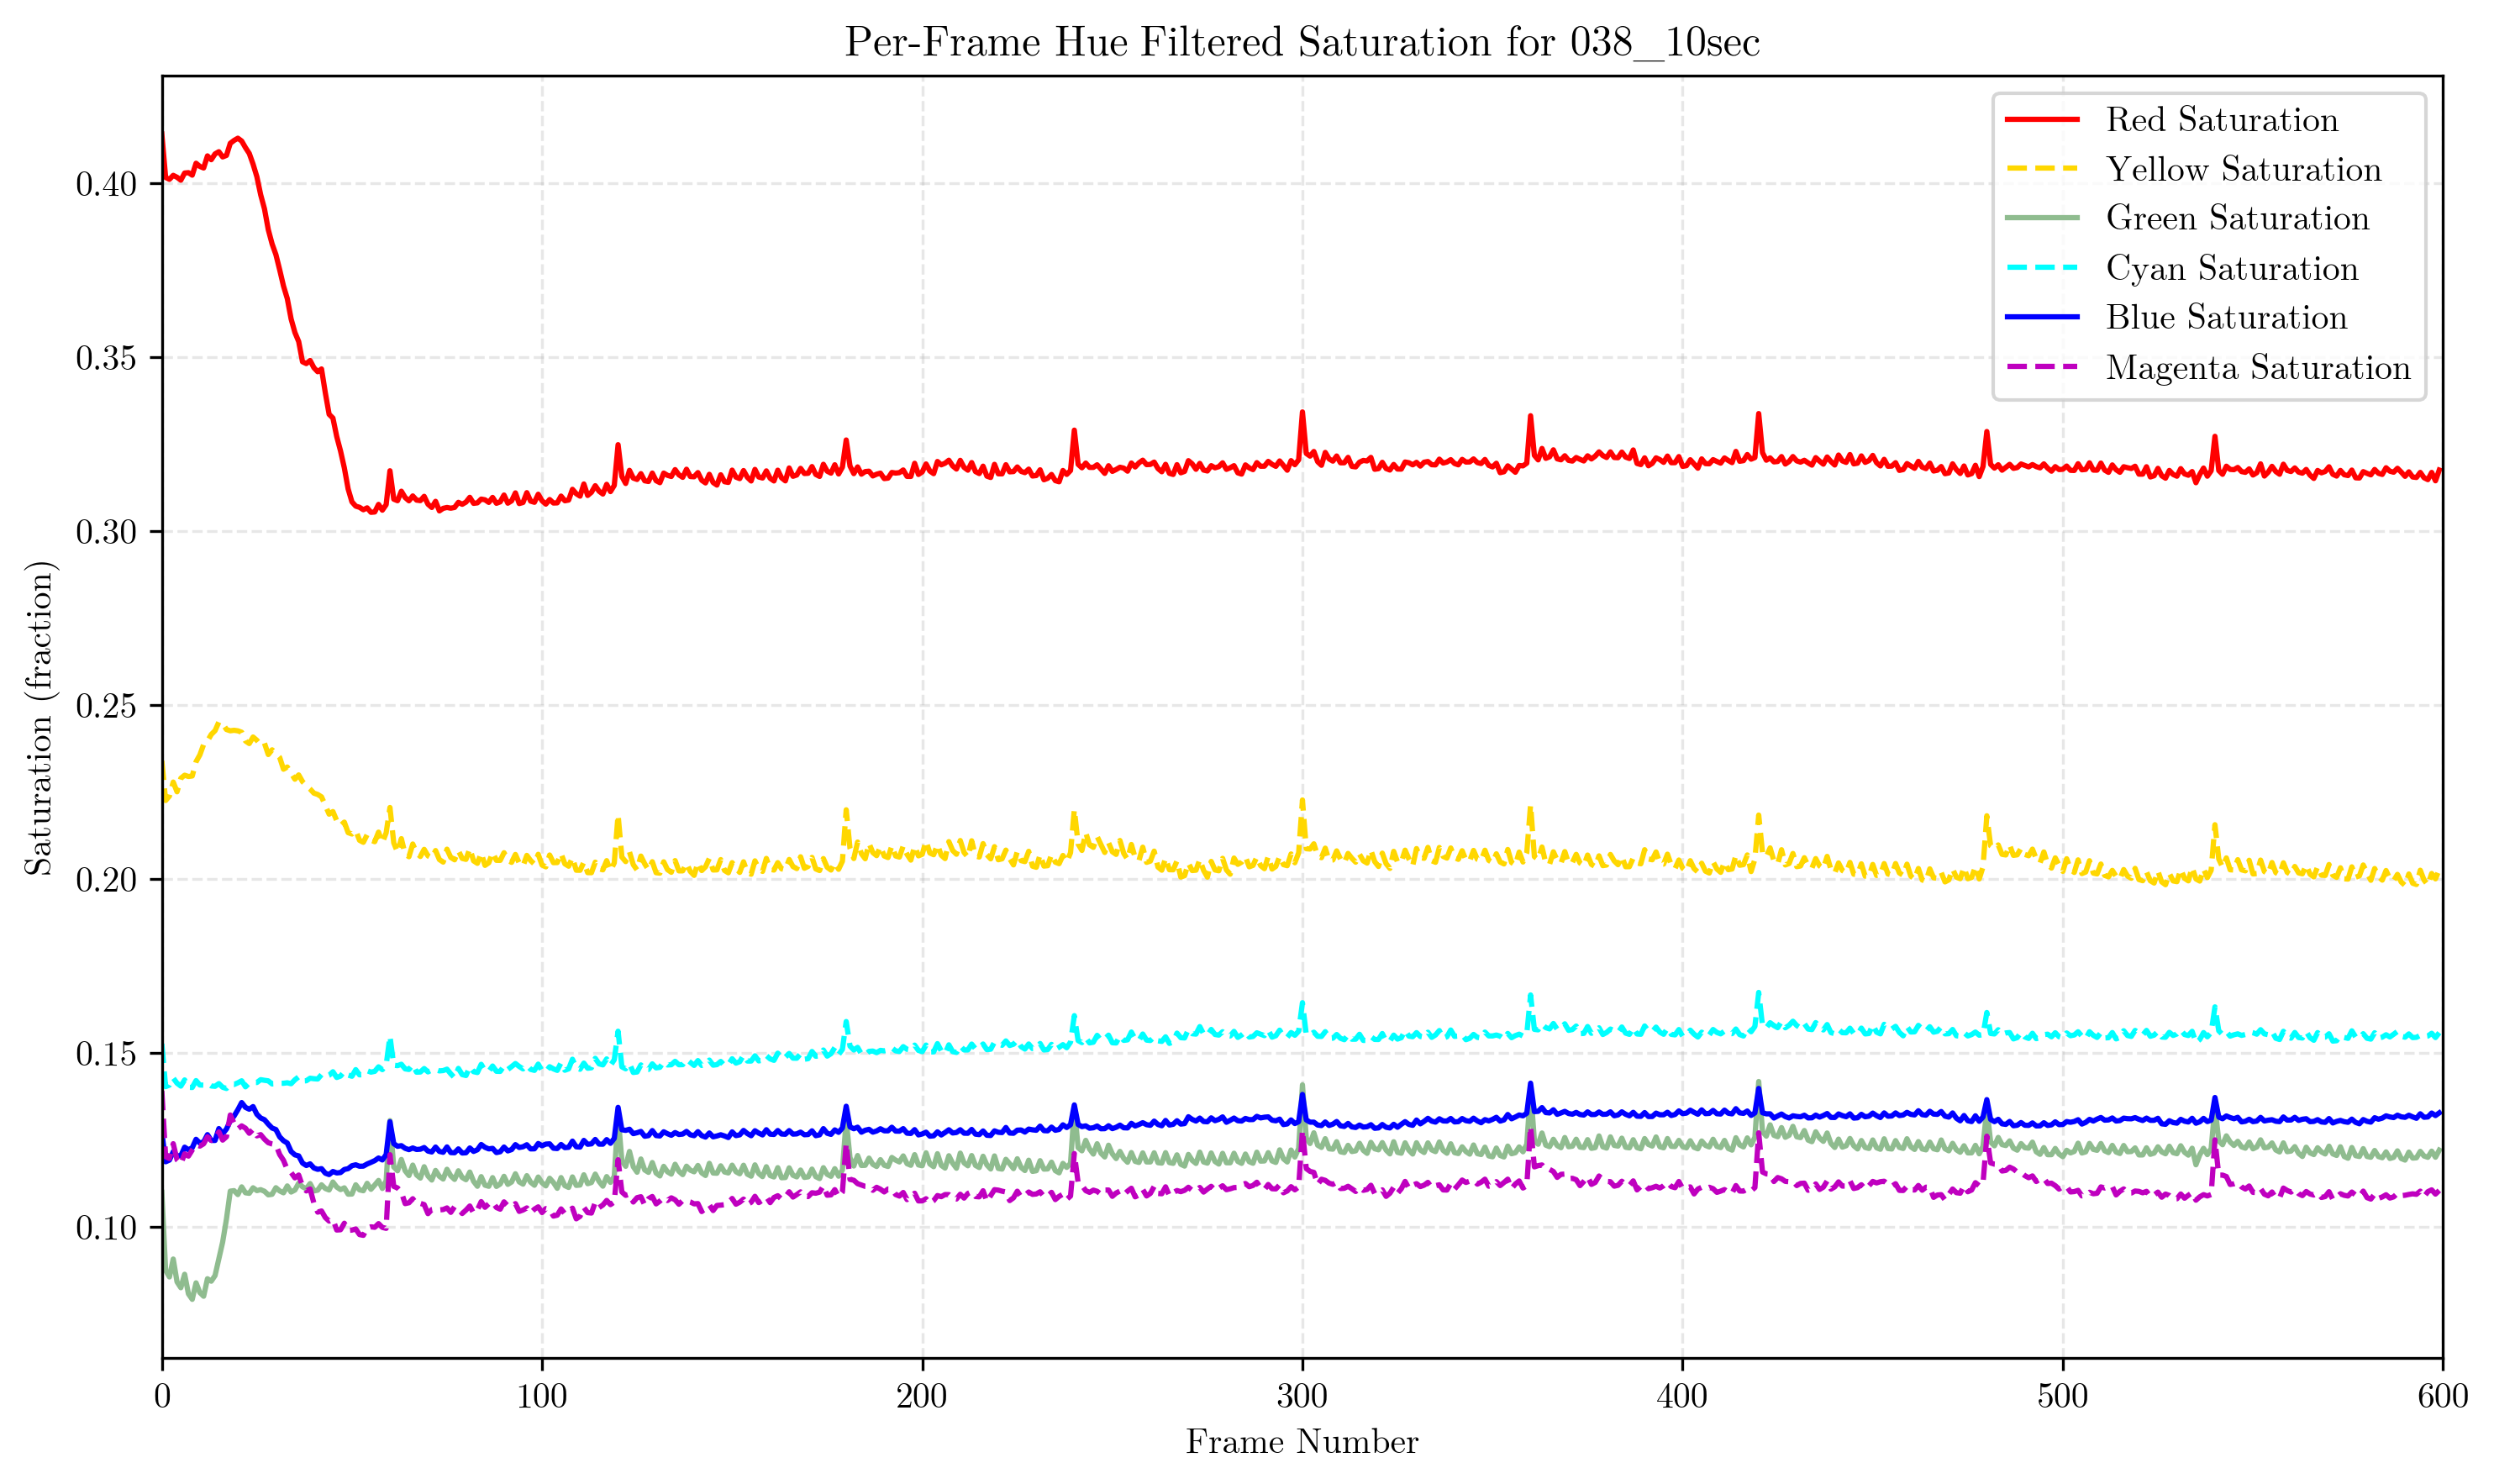 Per-Frame Hue Filtered Saturation for 038__10sec
Red Saturation
Yellow Saturation
Green Saturation
Cyan Saturation
Blue Saturation
Magenta Saturation
Saturation (fraction)
0.40
0.35
0.30
0.25
0.20
0.15
0.10
0 100 200 300 400 500 600
Frame Number